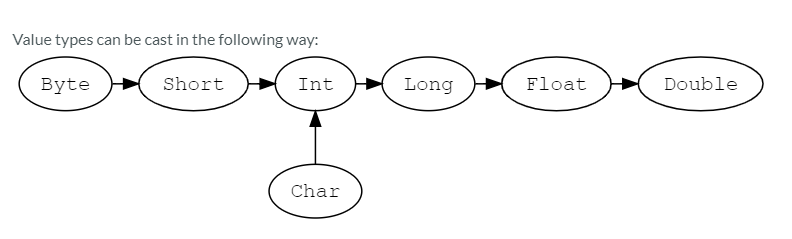 Value types can be cast in the following way:
Byte Short Int Long Float Double
Char